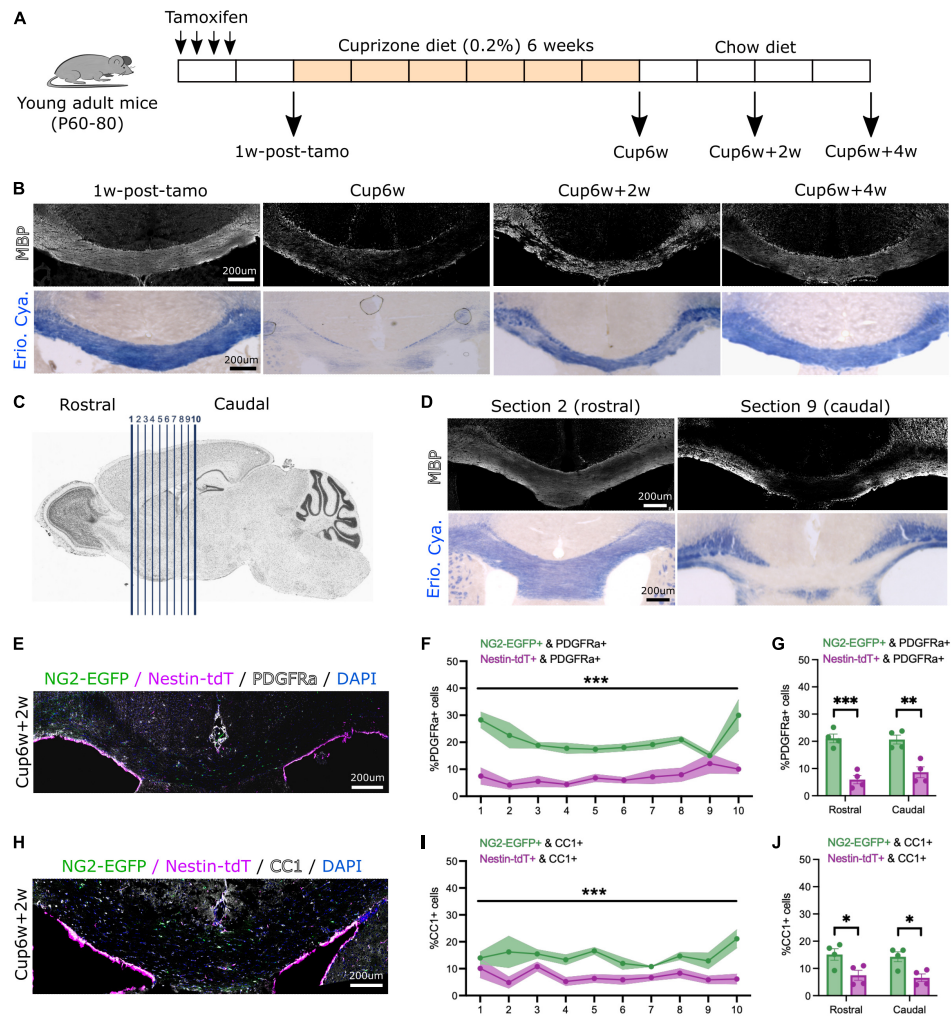 A
Tamoxifen
Cuprizone diet (0.2%) 6 weeks
Chow diet
Young adult mice
(P60-80)
1w-post-tamo
Cup6w
Cup6w+2w
Cup6w+4w
B
1w-post-tamo
Cup6w
Cup6w+2w
Cup6w+4w
MBP
200um
Erio. Cya.
200um
C
Rostral
Caudal
1 2 3 4 5 6 7 8 9 10
D
Section 2 (rostral)
Section 9 (caudal)
MBP
200um
Erio. Cya.
200um
E
NG2-EGFP / Nestin-tdT / PDGFRa / DAPI
Cup6w+2w
200um
F
NG2-EGFP+ & PDGFRa+
Nestin-tdT+ & PDGFRa+
%PDGFRa+ cells
50
40
30
20
10
0
***
1 2 3 4 5 6 7 8 9 10
G
NG2-EGFP+ & PDGFRa+
Nestin-tdT+ & PDGFRa+
%PDGFRa+ cells
50
40
30
20
10
0
*** **
Rostral Caudal
H
NG2-EGFP / Nestin-tdT / CC1 / DAPI
Cup6w+2w
200um
I
NG2-EGFP+ & CC1+
Nestin-tdT+ & CC1+
%CC1+ cells
50
40
30
20
10
0
***
1 2 3 4 5 6 7 8 9 10
J
NG2-EGFP+ & CC1+
Nestin-tdT+ & CC1+
%CC1+ cells
50
40
30
20
10
0
* *
Rostral Caudal